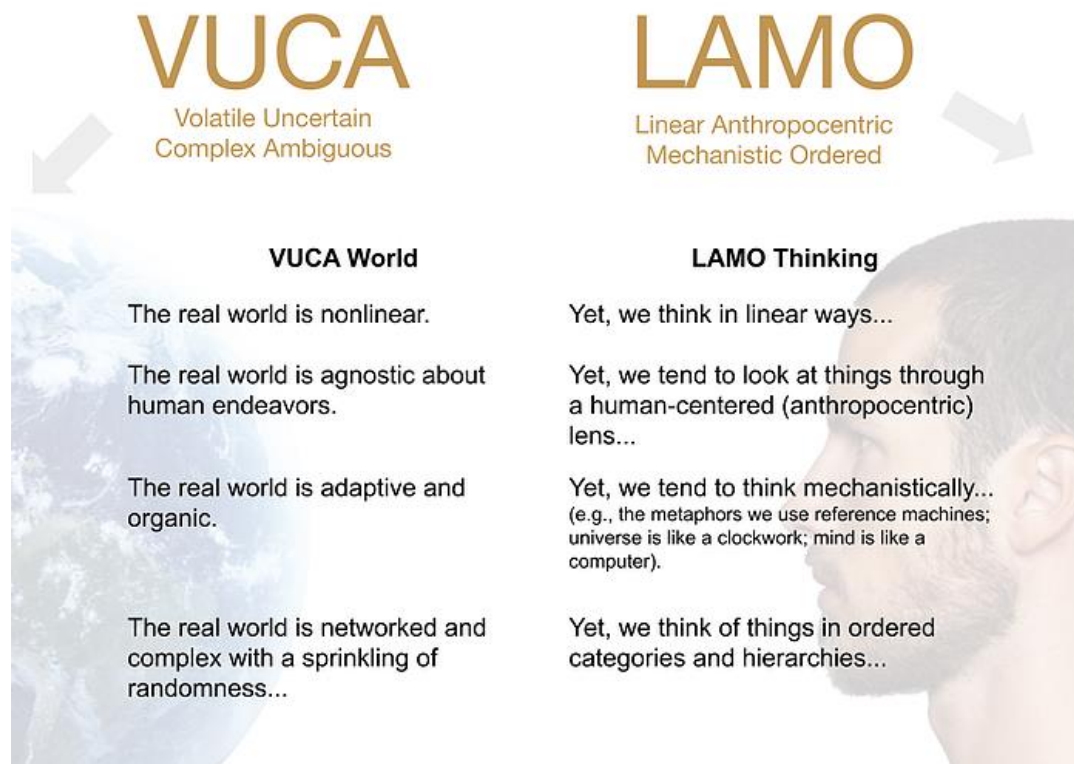 VUCA
Volatile Uncertain
Complex Ambiguous
LAMO
Linear Anthropocentric
Mechanistic Ordered
VUCA World
The real world is nonlinear.
The real world is agnostic about
human endeavors.
The real world is adaptive and
organic.
The real world is networked and
complex with a sprinkling of
randomness...
LAMO Thinking
Yet, we think in linear ways...
Yet, we tend to look at things through
a human-centered (anthropocentric)
lens...
Yet, we tend to think mechanistically...
(e.g., the metaphors we use reference machines;
universe is like a clockwork; mind is like a
computer).
Yet, we think of things in ordered
categories and hierarchies...